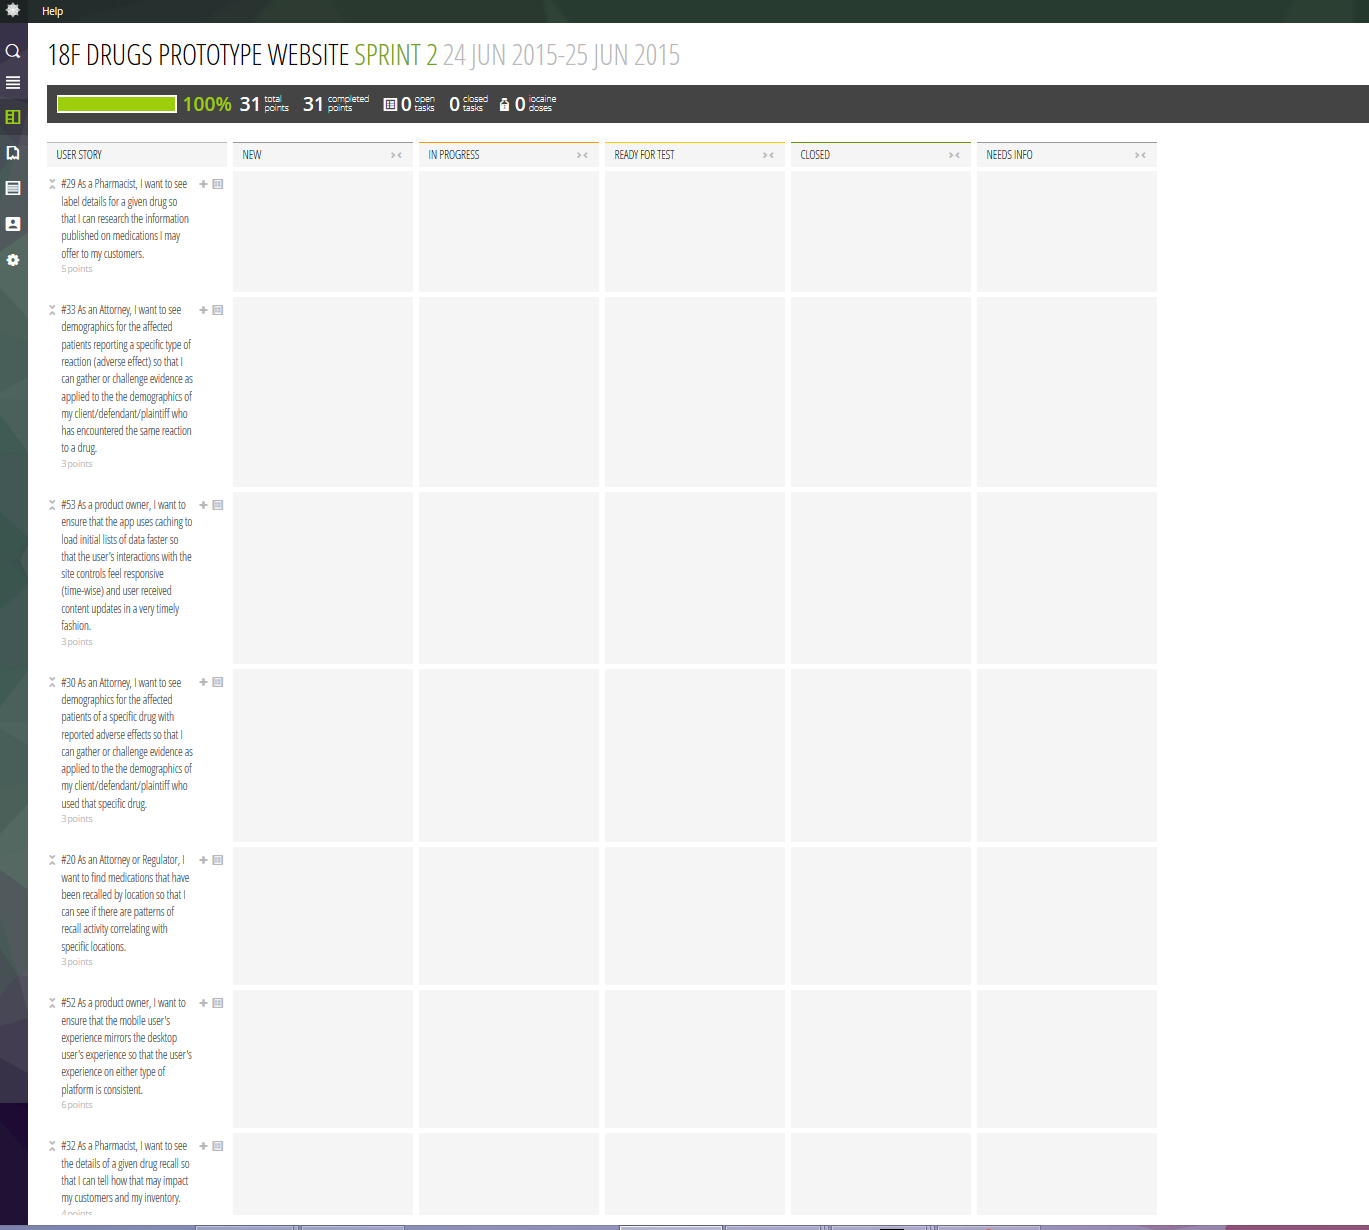 Help
18F DRUGS PROTOTYPE WEBSITE SPRINT 2 24 JUN 2015-25 JUN 2015
100% 31 total points 31 completed points 0 open tasks 0 closed tasks 0 iocaine doses
USER STORY NEW IN PROGRESS READY FOR TEST CLOSED NEEDS INFO
#29 As a Pharmacist, I want to see
label details for a given drug so
that I can research the information
published on medications I may
offer to my customers.
5 points
#33 As an Attorney, I want to see
demographics for the affected
patients reporting a specific type of
reaction (adverse effect) so that I
can gather or challenge evidence as
applied to the the demographics of
my client/defendant/plaintiff who
has encountered the same reaction
to a drug.
3 points
#53 As a product owner, I want to
ensure that the app uses caching to
load initial lists of data faster so
that the user's interactions with the
site controls feel responsive
(time-wise) and user received
content updates in a very timely
fashion.
3 points
#30 As an Attorney, I want to see
demographics for the affected
patients of a specific drug with
reported adverse effects so that I
can gather or challenge evidence as
applied to the the demographics of
my client/defendant/plaintiff who
used that specific drug.
3 points
#20 As an Attorney or Regulator, I
want to find medications that have
been recalled by location so that I
can see if there are patterns of
recall activity correlating with
specific locations.
3 points
#52 As a product owner, I want to
ensure that the mobile user's
experience mirrors the desktop
user's experience so that the user's
experience on either type of
platform is consistent.
6 points
#32 As a Pharmacist, I want to see
the details of a given drug recall so
that I can tell how that may impact
my customers and my inventory.
4 points